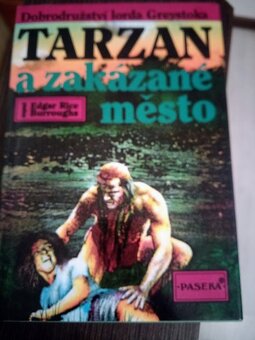 Dobrodružství lorda Greystoka
TARZAN
a zakázané
město
Edgar Rice
Burroughs
PASEKA